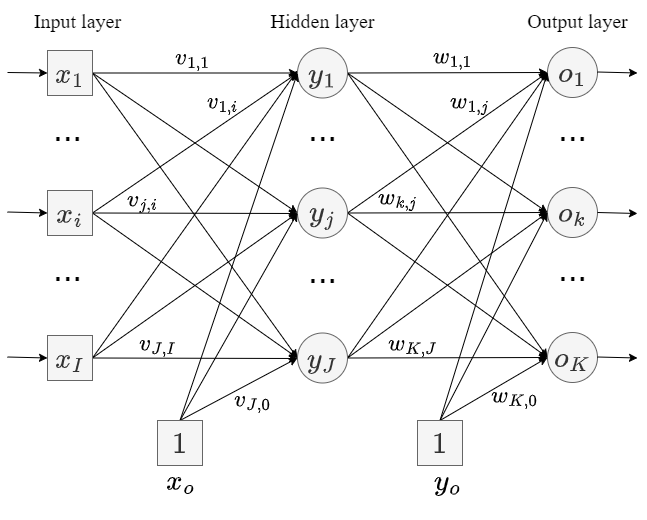 Input layer Hidden layer Output layer
v_{1,1} w_{1,1}
x_1 y_1 o_1
v_{1,i} w_{1,j}
... ... ...
v_{j,i} w_{k,j}
x_i y_j o_k
... ... ...
v_{J,I} w_{K,J}
x_I y_J o_K
v_{J,0} w_{K,0}
1 1
x_o y_o